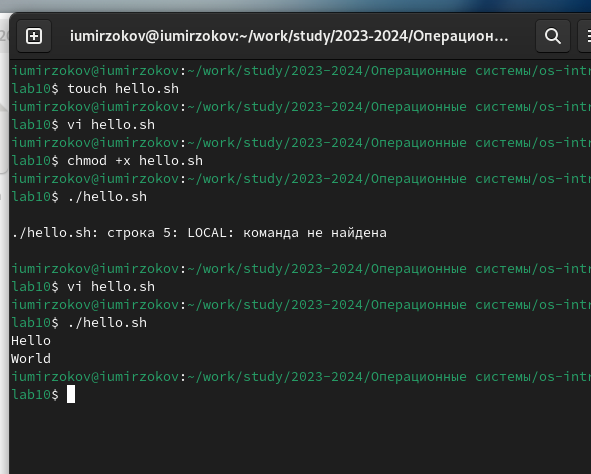 iumirzokov@iumirzokov:~/work/study/2023-2024/Операцион…
iumirzokov@iumirzokov:~/work/study/2023-2024/Операционные системы/os-intr
lab10$ touch hello.sh
iumirzokov@iumirzokov:~/work/study/2023-2024/Операционные системы/os-intr
lab10$ vi hello.sh
iumirzokov@iumirzokov:~/work/study/2023-2024/Операционные системы/os-intr
lab10$ chmod +x hello.sh
iumirzokov@iumirzokov:~/work/study/2023-2024/Операционные системы/os-intr
lab10$ ./hello.sh
./hello.sh: строка 5: LOCAL: команда не найдена
iumirzokov@iumirzokov:~/work/study/2023-2024/Операционные системы/os-intr
lab10$ vi hello.sh
iumirzokov@iumirzokov:~/work/study/2023-2024/Операционные системы/os-intr
lab10$ ./hello.sh
Hello
World
iumirzokov@iumirzokov:~/work/study/2023-2024/Операционные системы/os-intr
lab10$